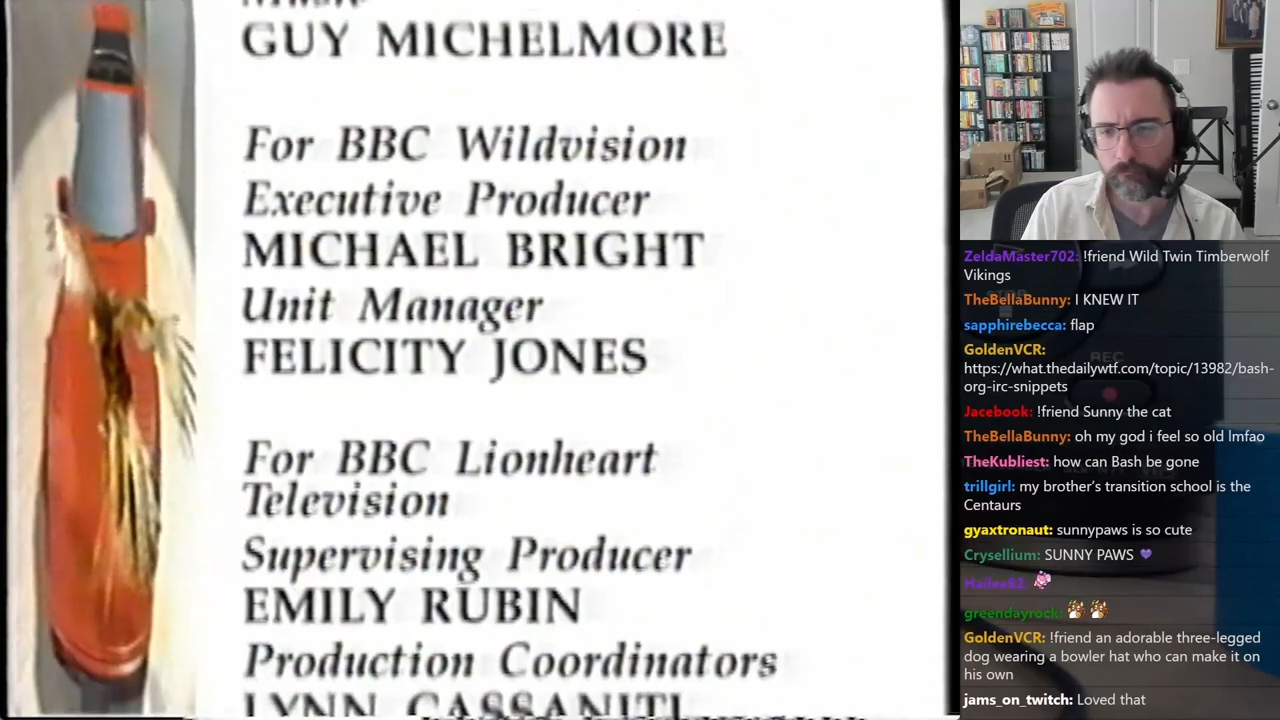 GUY MICHELMORE
For BBC Wildvision
Executive Producer
MICHAEL BRIGHT
Unit Manager
FELICITY JONES
For BBC Lionheart
Television
Supervising Producer
EMILY RUBIN
Production Coordinators
LYNN CASSANITI
ZeldaMaster702: !friend Wild Twin Timberwolf
Vikings
TheBellaBunny: I KNEW IT
sapphirebecca: flap
GoldenVCR:
https://what.thedailywtf.com/topic/13982/bash-
org-irc-snippets
Jacebook: !friend Sunny the cat
TheBellaBunny: oh my god i feel so old lmfao
TheKubliest: how can Bash be gone
trillgirl: my brother's transition school is the
Centaurs
gyaxtronaut: sunnypaws is so cute
Crysellium: SUNNY PAWS 💜
Hailee92:
greendayrock:
GoldenVCR: !friend an adorable three-legged
dog wearing a bowler hat who can make it on
his own
jams_on_twitch: Loved that
REC